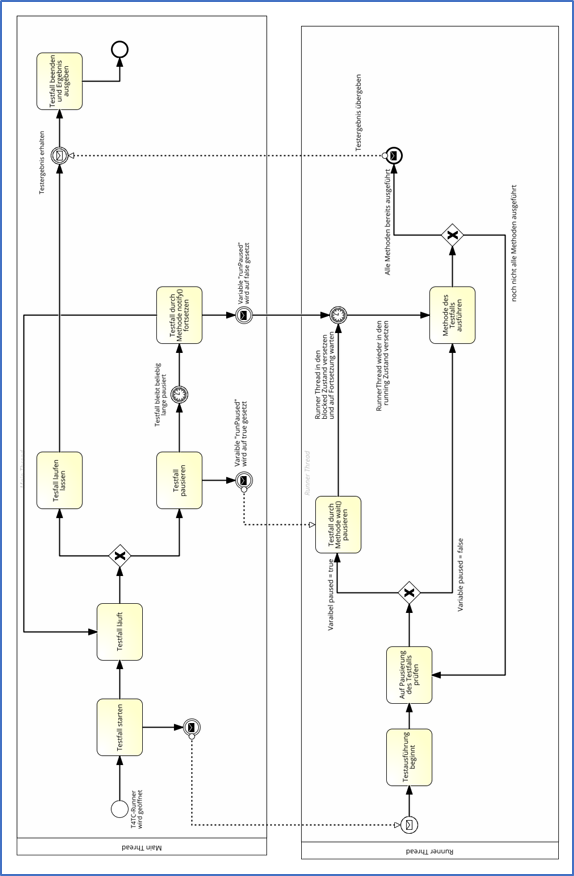 Main Thread
T4TC-Runner
wird geöffnet
Testfall starten
Testfall läuft
Testfall laufen
lassen
Testfall
pausieren
Varaible "runPaused"
wird auf true gesetzt
Testfall bleibt beliebig
lange pausiert
Testfall durch
Methode notify()
fortsetzen
Variable "runPaused"
wird auf false gesetzt
Testergebnis erhalten
Testfall beenden
und Ergebnis
ausgeben
Runner Thread
Runner Thread
Testausführung
beginnt
Auf Pausierung
des Testfalls
prüfen
Varaibel paused = true
Variable paused = false
Testfall durch
Methode wait()
pausieren
Runner Thread in den
blocked Zustand versetzen
und auf Fortsetzung warten
RunnerThread wieder in den
running Zustand versetzen
Methode des
Testfalls
ausführen
Alle Methoden bereits ausgeführt
noch nicht alle Methoden ausgeführt
Testergebnis übergeben